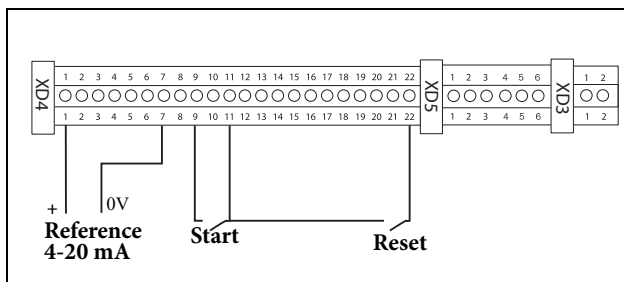 XD4
1 2 3 4 5 6 7 8 9 10 11 12 13 14 15 16 17 18 19 20 21 22
1 2 3 4 5 6 7 8 9 10 11 12 13 14 15 16 17 18 19 20 21 22
XD5
1 2 3 4 5 6
1 2 3 4 5 6
XD3
1 2
1 2
+ 0V
Reference
4-20 mA
Start
Reset